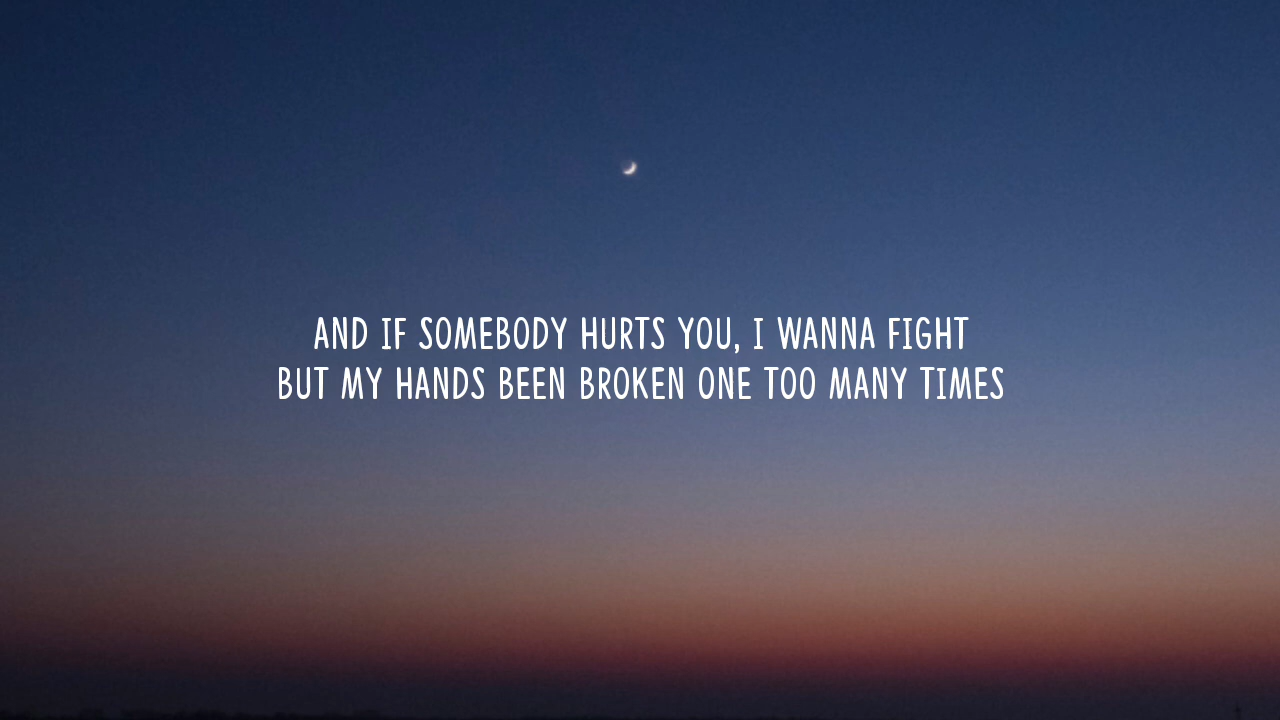 AND IF SOMEBODY HURTS YOU, I WANNA FIGHT
BUT MY HANDS BEEN BROKEN ONE TOO MANY TIMES